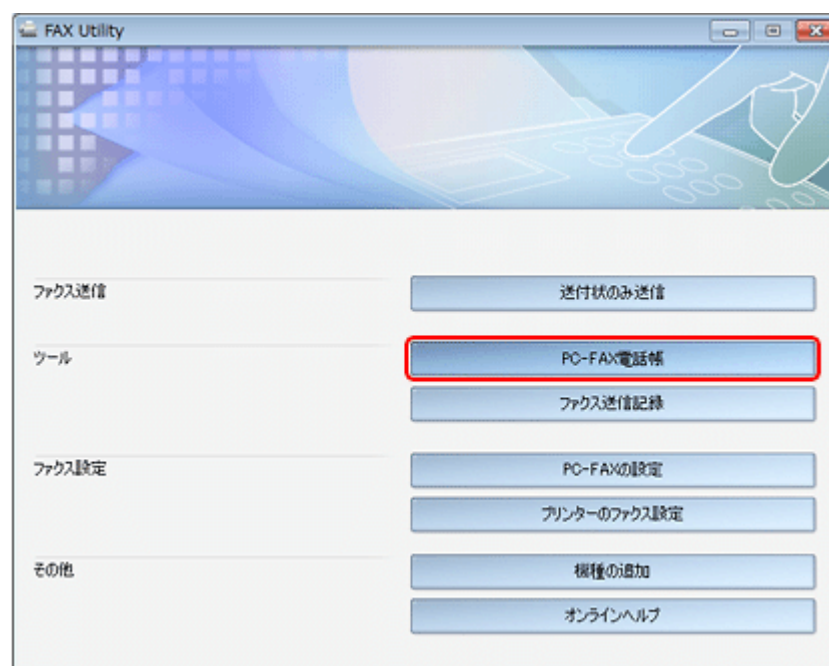 FAX Utility
ファクス送信
送付状のみ送信
ツール
PC-FAX電話帳
ファクス送信記録
ファクス設定
PC-FAXの設定
プリンターのファクス設定
その他
機種の追加
オンラインヘルプ